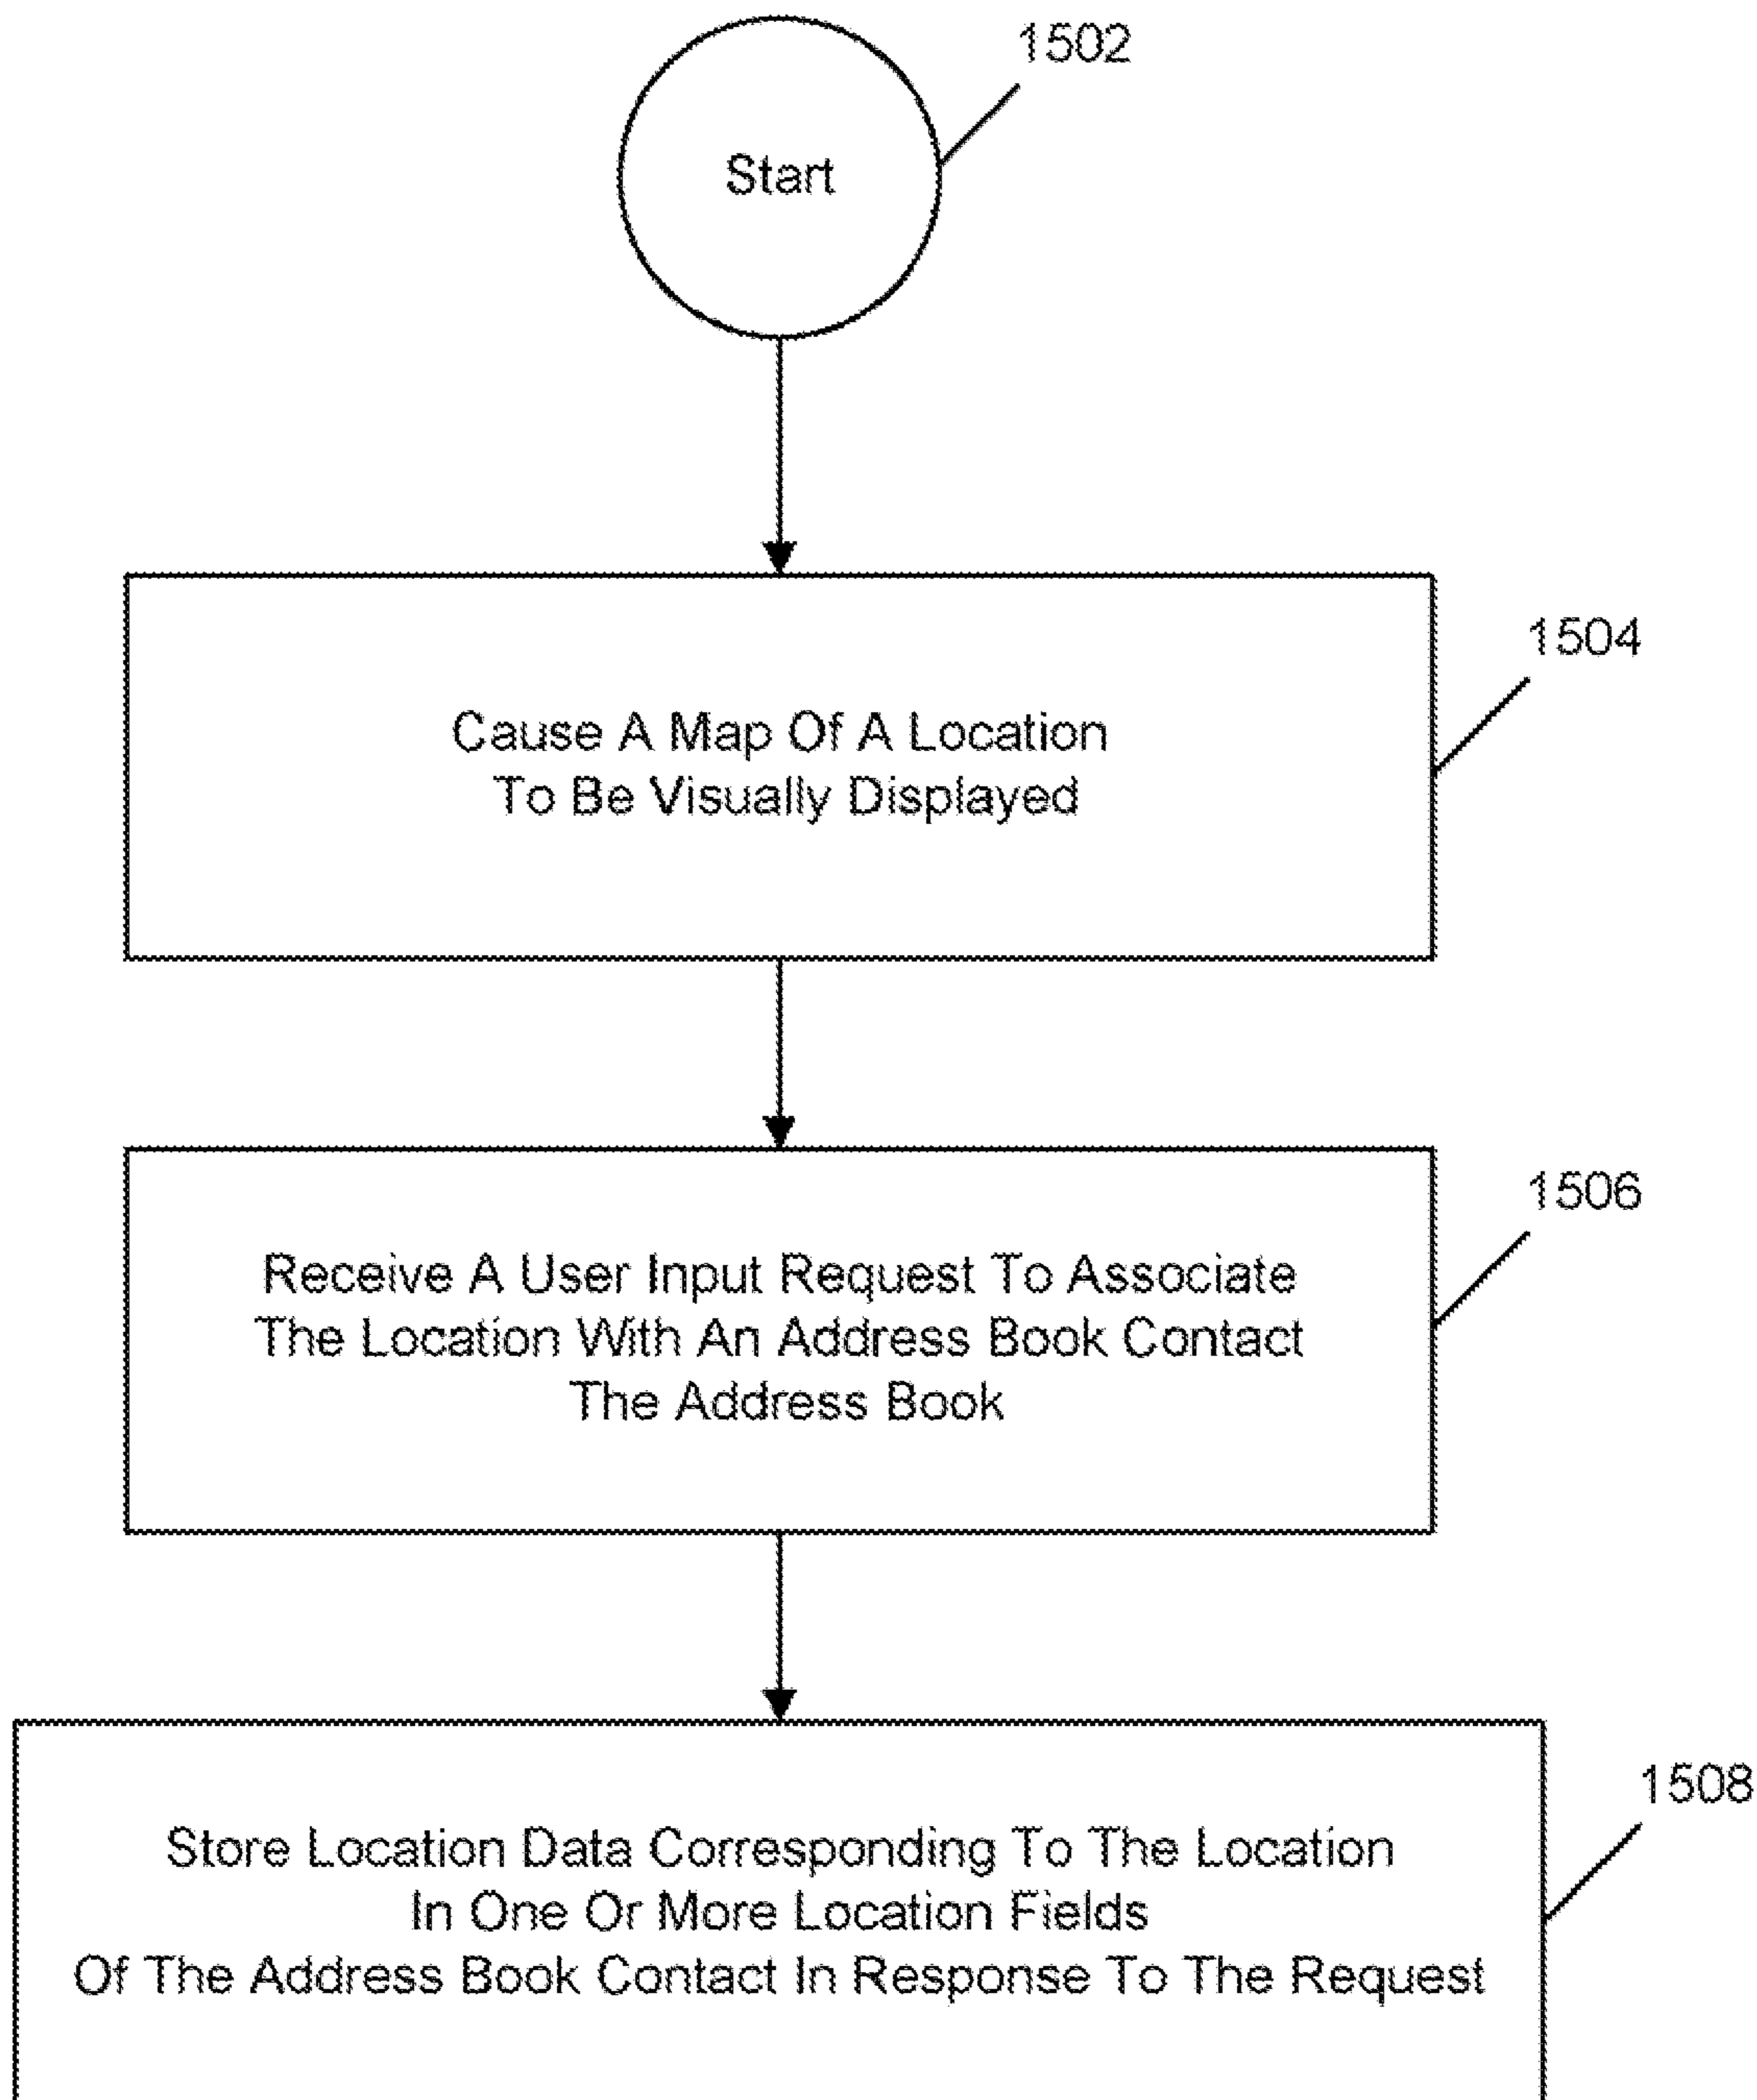 1502
Start
1504
Cause A Map Of A Location
To Be Visually Displayed
1506
Receive A User Input Request To Associate
The Location With An Address Book Contact
The Address Book
1508
Store Location Data Corresponding To The Location
In One Or More Location Fields
Of The Address Book Contact In Response To The Request